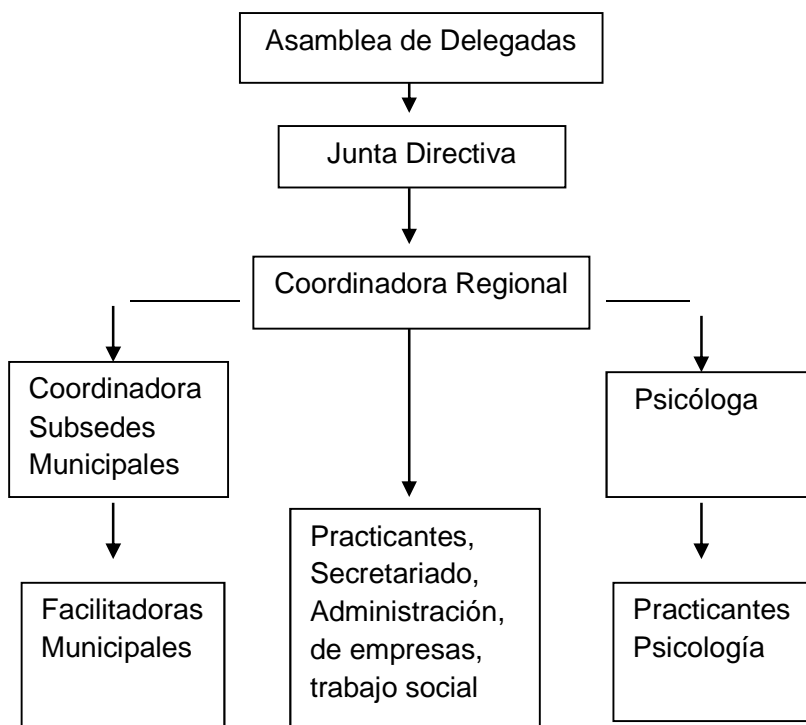 Asamblea de Delegadas
Junta Directiva
Coordinadora Regional
Coordinadora
Subsedes
Municipales
Psicóloga
Practicantes,
Secretariado,
Administración,
de empresas,
trabajo social
Facilitadoras
Municipales
Practicantes
Psicología